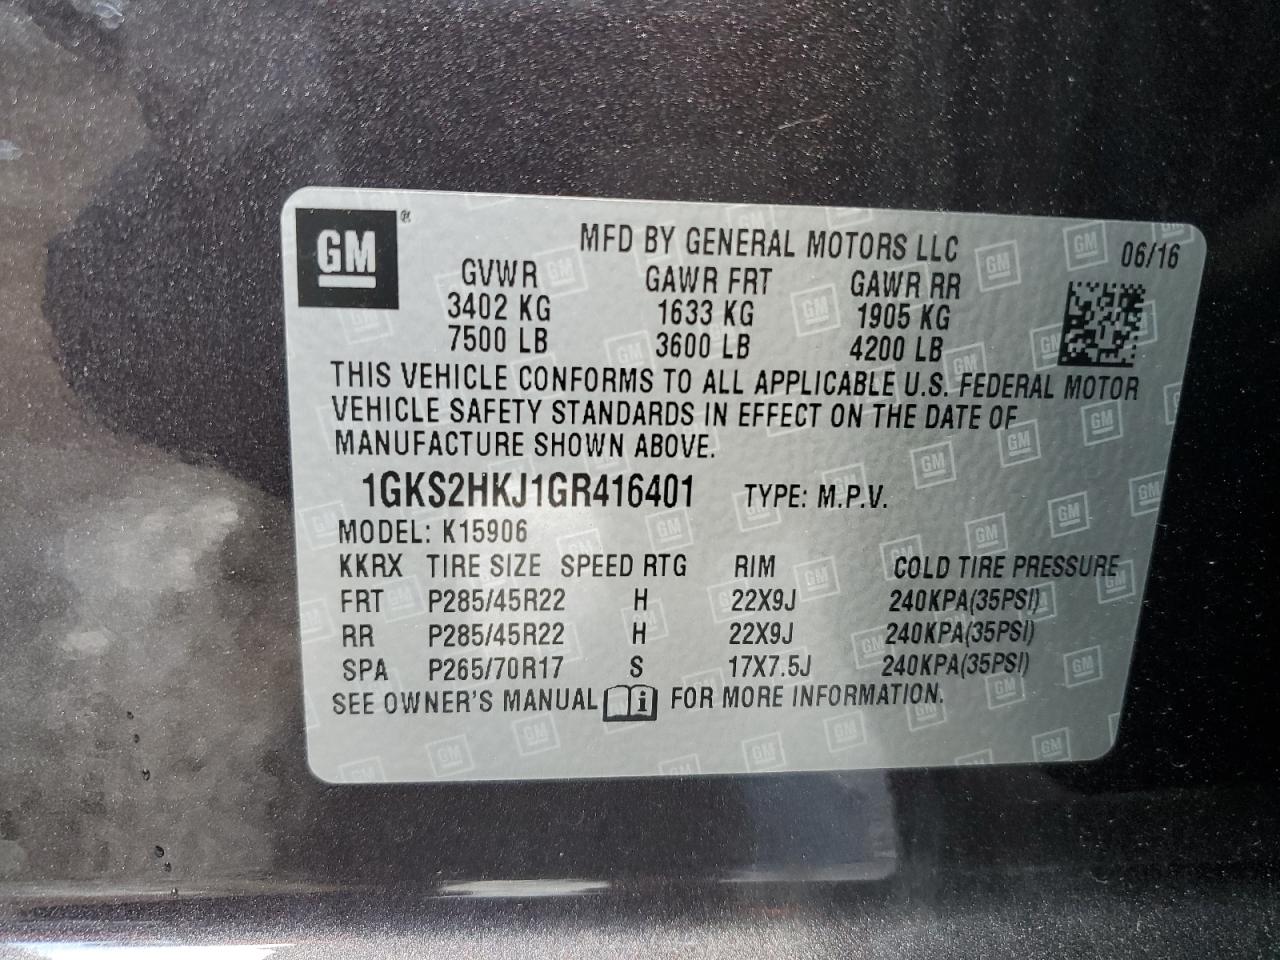 GM ®
MFD BY GENERAL MOTORS LLC 06/16
GVWR GAWR FRT GAWR RR
3402 KG 1633 KG 1905 KG
7500 LB 3600 LB 4200 LB
THIS VEHICLE CONFORMS TO ALL APPLICABLE U.S. FEDERAL MOTOR
VEHICLE SAFETY STANDARDS IN EFFECT ON THE DATE OF
MANUFACTURE SHOWN ABOVE.
1GKS2HKJ1GR416401 TYPE: M.P.V.
MODEL: K15906
KKRX TIRE SIZE SPEED RTG RIM COLD TIRE PRESSURE
FRT P285/45R22 H 22X9J 240KPA(35PSI)
RR P285/45R22 H 22X9J 240KPA(35PSI)
SPA P265/70R17 S 17X7.5J 240KPA(35PSI)
SEE OWNER'S MANUAL i FOR MORE INFORMATION.